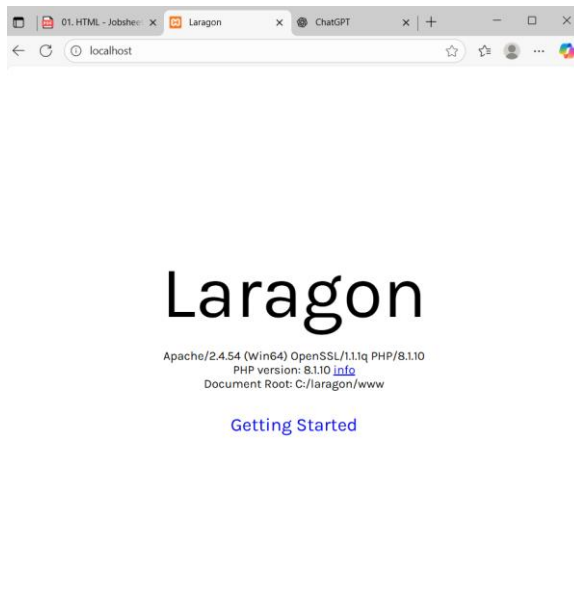 01. HTML - Jobsheet
Laragon
ChatGPT
localhost
Laragon
Apache/2.4.54 (Win64) OpenSSL/1.1.1q PHP/8.1.10
PHP version: 8.1.10 info
Document Root: C:/laragon/www
Getting Started